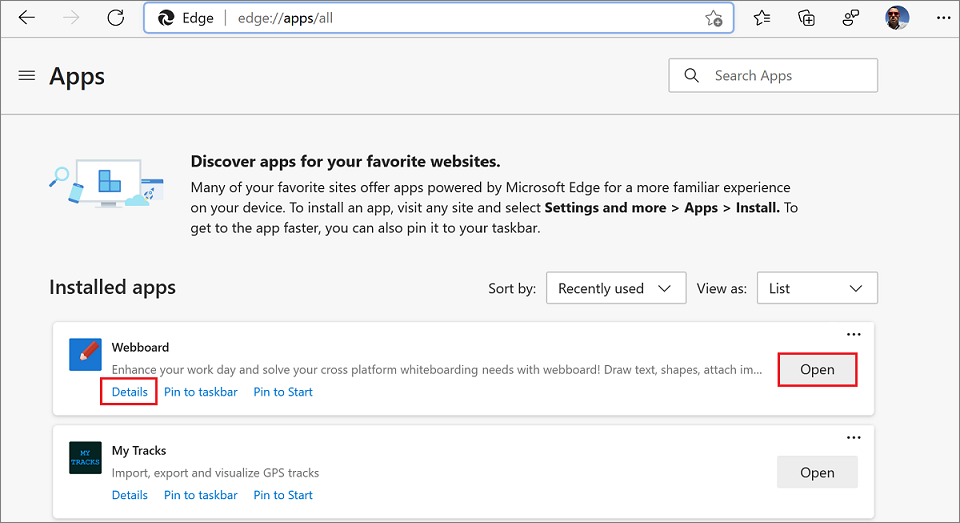 Edge | edge://apps/all
Apps
Search Apps
Discover apps for your favorite websites.
Many of your favorite sites offer apps powered by Microsoft Edge for a more familiar experience
on your device. To install an app, visit any site and select Settings and more > Apps > Install. To
get to the app faster, you can also pin it to your taskbar.
Installed apps
Sort by: Recently used View as: List
Webboard
Enhance your work day and solve your cross platform whiteboarding needs with webboard! Draw text, shapes, attach im...
Open
Details Pin to taskbar Pin to Start
MY TRACKS
My Tracks
Import, export and visualize GPS tracks
Open
Details Pin to taskbar Pin to Start